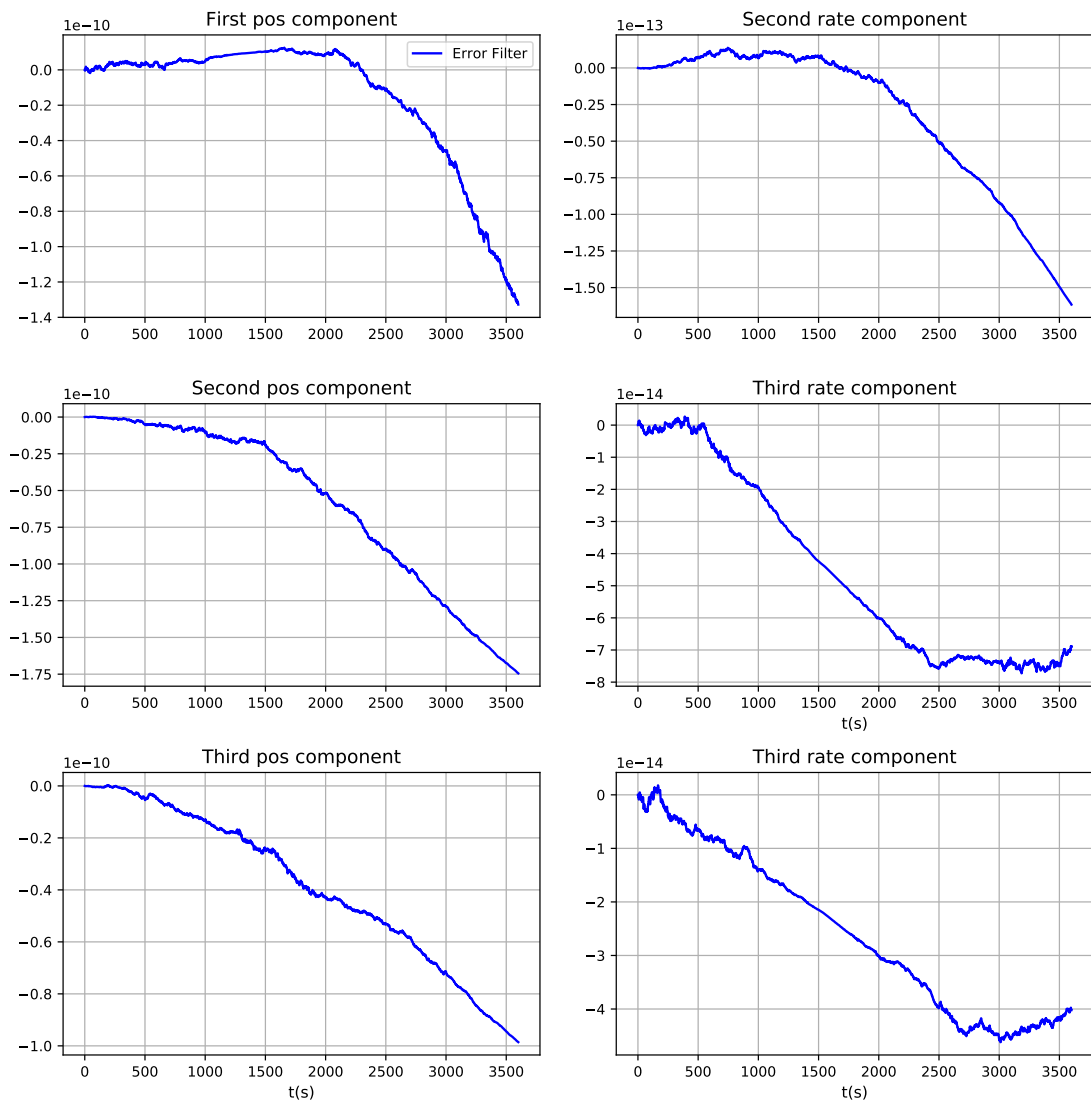 First pos component
1e−10
Error Filter
0.0
−0.2
−0.4
−0.6
−0.8
−1.0
−1.2
−1.4
0 500 1000 1500 2000 2500 3000 3500
Second rate component
1e−13
0.00
−0.25
−0.50
−0.75
−1.00
−1.25
−1.50
0 500 1000 1500 2000 2500 3000 3500
Second pos component
1e−10
0.00
−0.25
−0.50
−0.75
−1.00
−1.25
−1.50
−1.75
0 500 1000 1500 2000 2500 3000 3500
Third rate component
1e−14
0
−1
−2
−3
−4
−5
−6
−7
−8
0 500 1000 1500 2000 2500 3000 3500
t(s)
Third pos component
1e−10
0.0
−0.2
−0.4
−0.6
−0.8
−1.0
0 500 1000 1500 2000 2500 3000 3500
t(s)
Third rate component
1e−14
0
−1
−2
−3
−4
0 500 1000 1500 2000 2500 3000 3500
t(s)